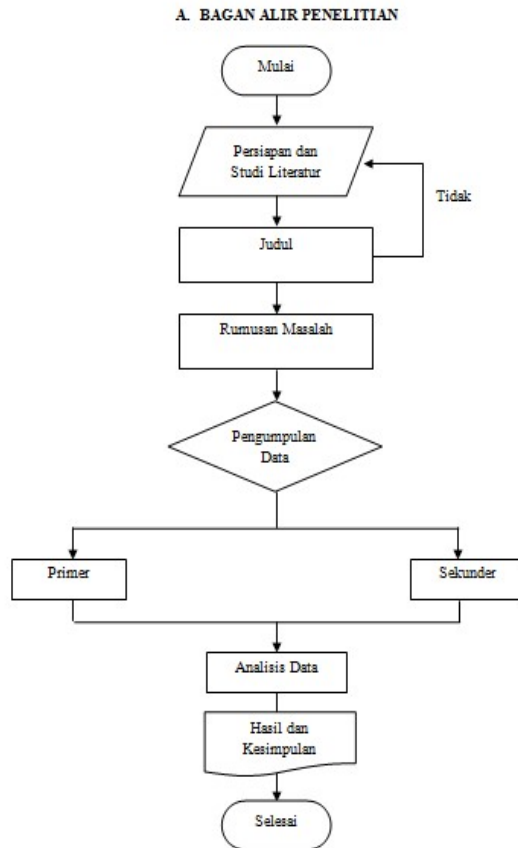 A. BAGAN ALIR PENELITIAN
Mulai
Persiapan dan
Studi Literatur
Tidak
Judul
Rumusan Masalah
Pengumpulan
Data
Primer
Sekunder
Analisis Data
Hasil dan
Kesimpulan
Selesai